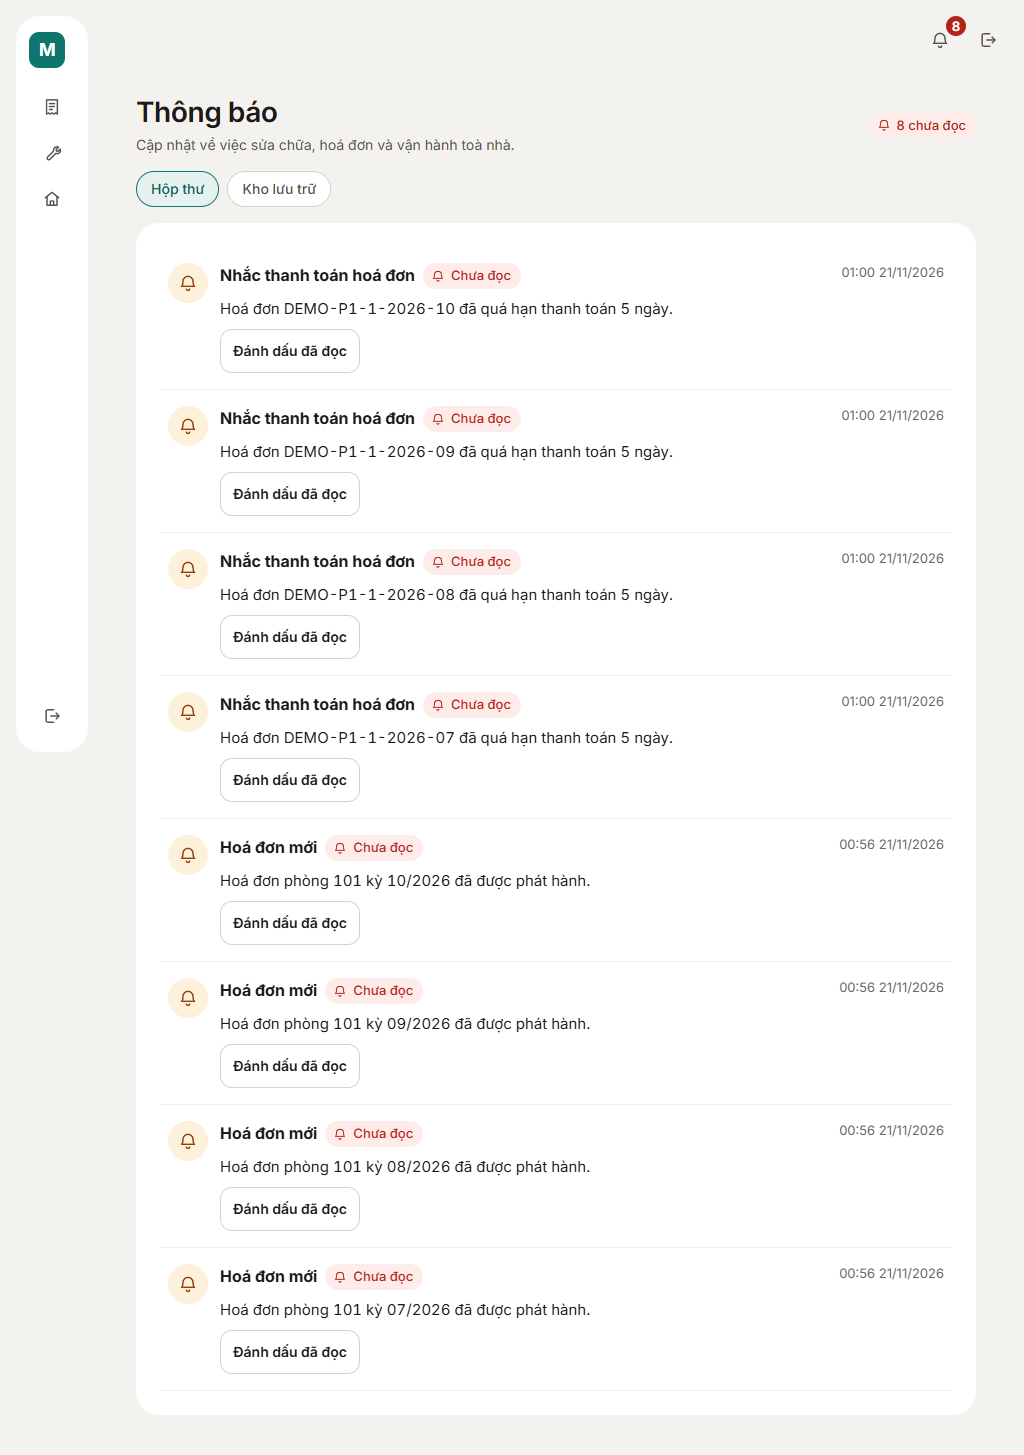 M
8
Thông báo
Cập nhật về việc sửa chữa, hoá đơn và vận hành toà nhà.
8 chưa đọc
Hộp thư
Kho lưu trữ
Nhắc thanh toán hoá đơn
Chưa đọc
01:00 21/11/2026
Hoá đơn DEMO-P1-1-2026-10 đã quá hạn thanh toán 5 ngày.
Đánh dấu đã đọc
Nhắc thanh toán hoá đơn
Chưa đọc
01:00 21/11/2026
Hoá đơn DEMO-P1-1-2026-09 đã quá hạn thanh toán 5 ngày.
Đánh dấu đã đọc
Nhắc thanh toán hoá đơn
Chưa đọc
01:00 21/11/2026
Hoá đơn DEMO-P1-1-2026-08 đã quá hạn thanh toán 5 ngày.
Đánh dấu đã đọc
Nhắc thanh toán hoá đơn
Chưa đọc
01:00 21/11/2026
Hoá đơn DEMO-P1-1-2026-07 đã quá hạn thanh toán 5 ngày.
Đánh dấu đã đọc
Hoá đơn mới
Chưa đọc
00:56 21/11/2026
Hoá đơn phòng 101 kỳ 10/2026 đã được phát hành.
Đánh dấu đã đọc
Hoá đơn mới
Chưa đọc
00:56 21/11/2026
Hoá đơn phòng 101 kỳ 09/2026 đã được phát hành.
Đánh dấu đã đọc
Hoá đơn mới
Chưa đọc
00:56 21/11/2026
Hoá đơn phòng 101 kỳ 08/2026 đã được phát hành.
Đánh dấu đã đọc
Hoá đơn mới
Chưa đọc
00:56 21/11/2026
Hoá đơn phòng 101 kỳ 07/2026 đã được phát hành.
Đánh dấu đã đọc